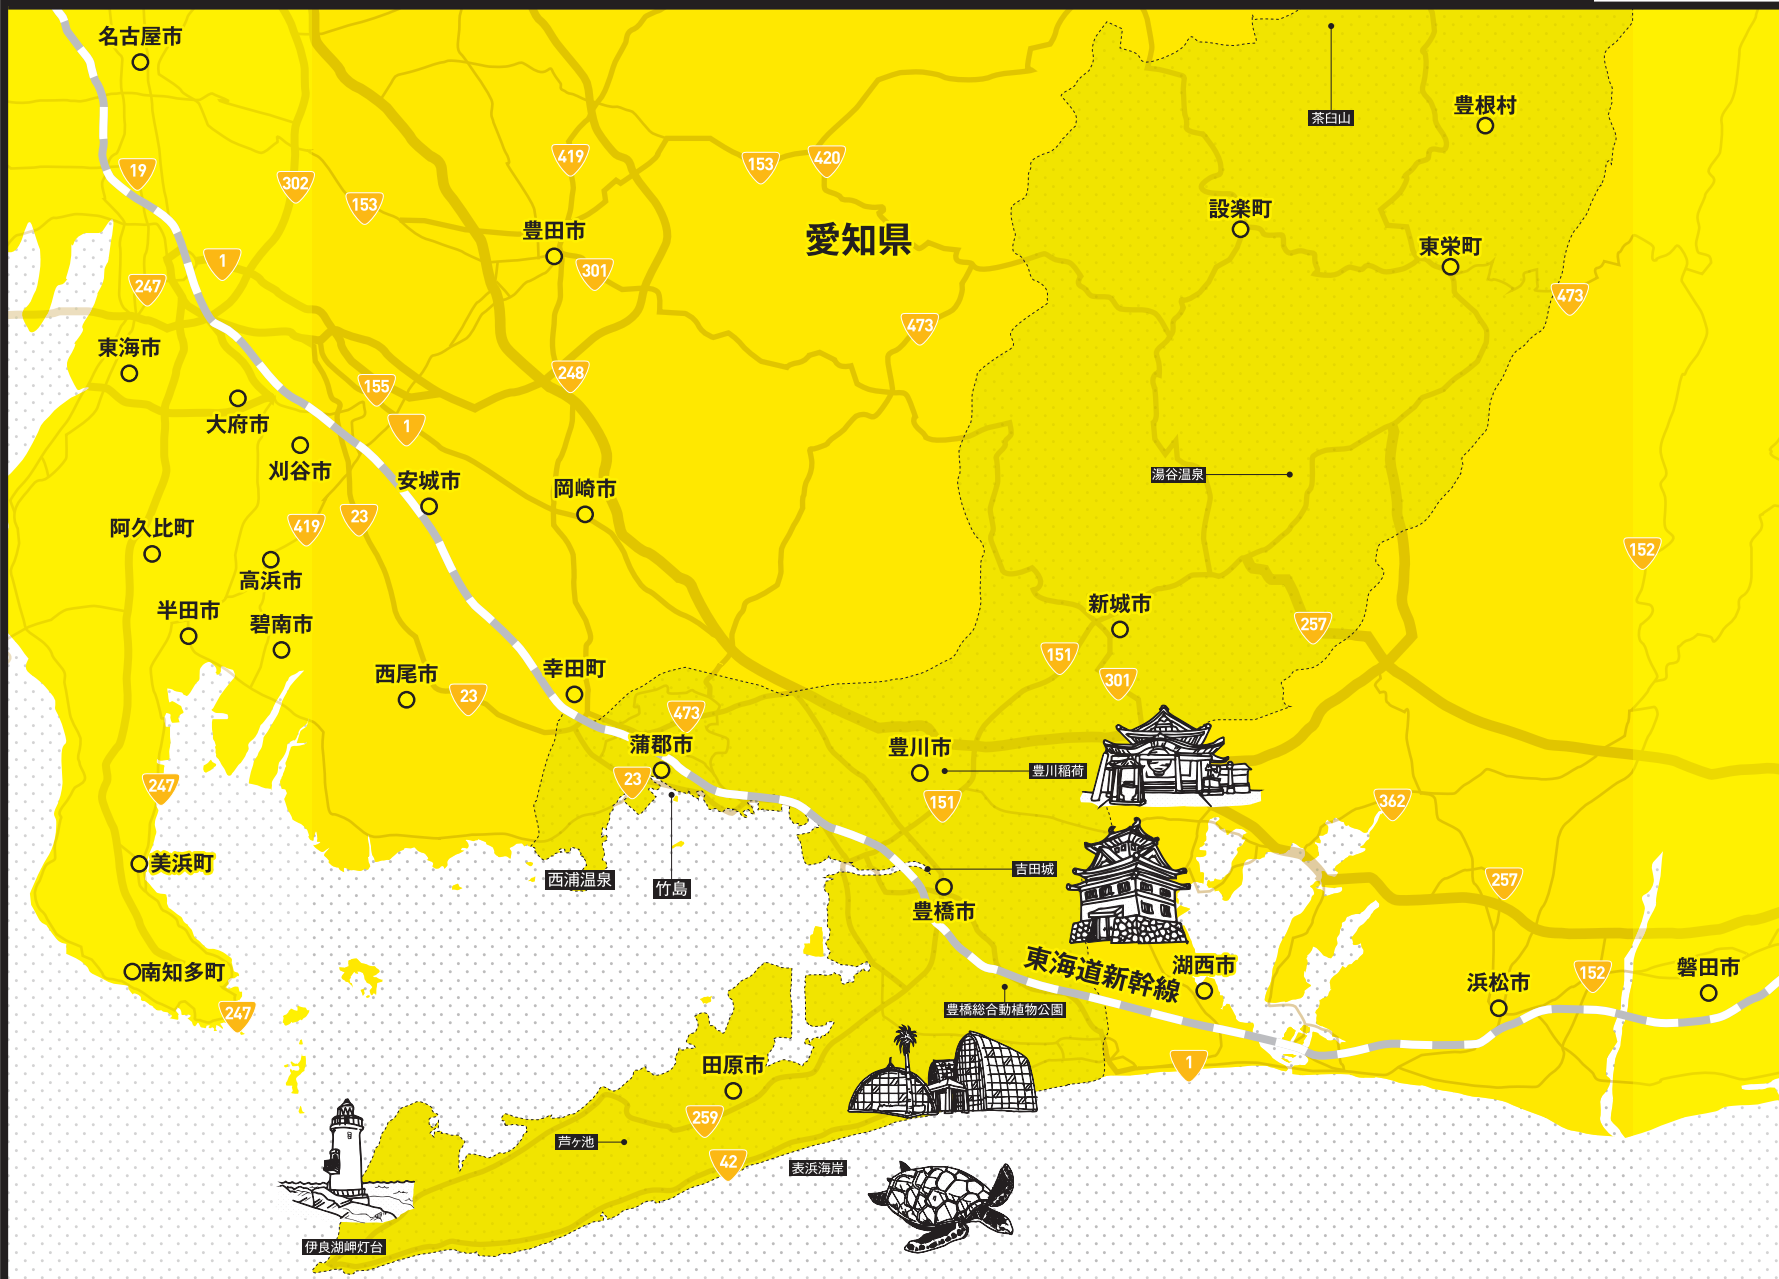 名古屋市
茶臼山
豊根村
19
302
153
419
153
420
設楽町
豊田市
愛知県
東栄町
1
247
301
473
473
東海市
248
155
大府市
1
刈谷市
安城市
湯谷温泉
岡崎市
阿久比町
419
23
152
高浜市
半田市
碧南市
新城市
257
151
西尾市
幸田町
301
23
473
蒲郡市
豊川市
豊川稲荷
23
247
151
362
美浜町
西浦温泉
竹島
吉田城
257
豊橋市
東海道新幹線
湖西市
南知多町
浜松市
152
磐田市
247
豊橋総合動植物公園
田原市
1
259
芦ヶ池
42
表浜海岸
伊良湖岬灯台